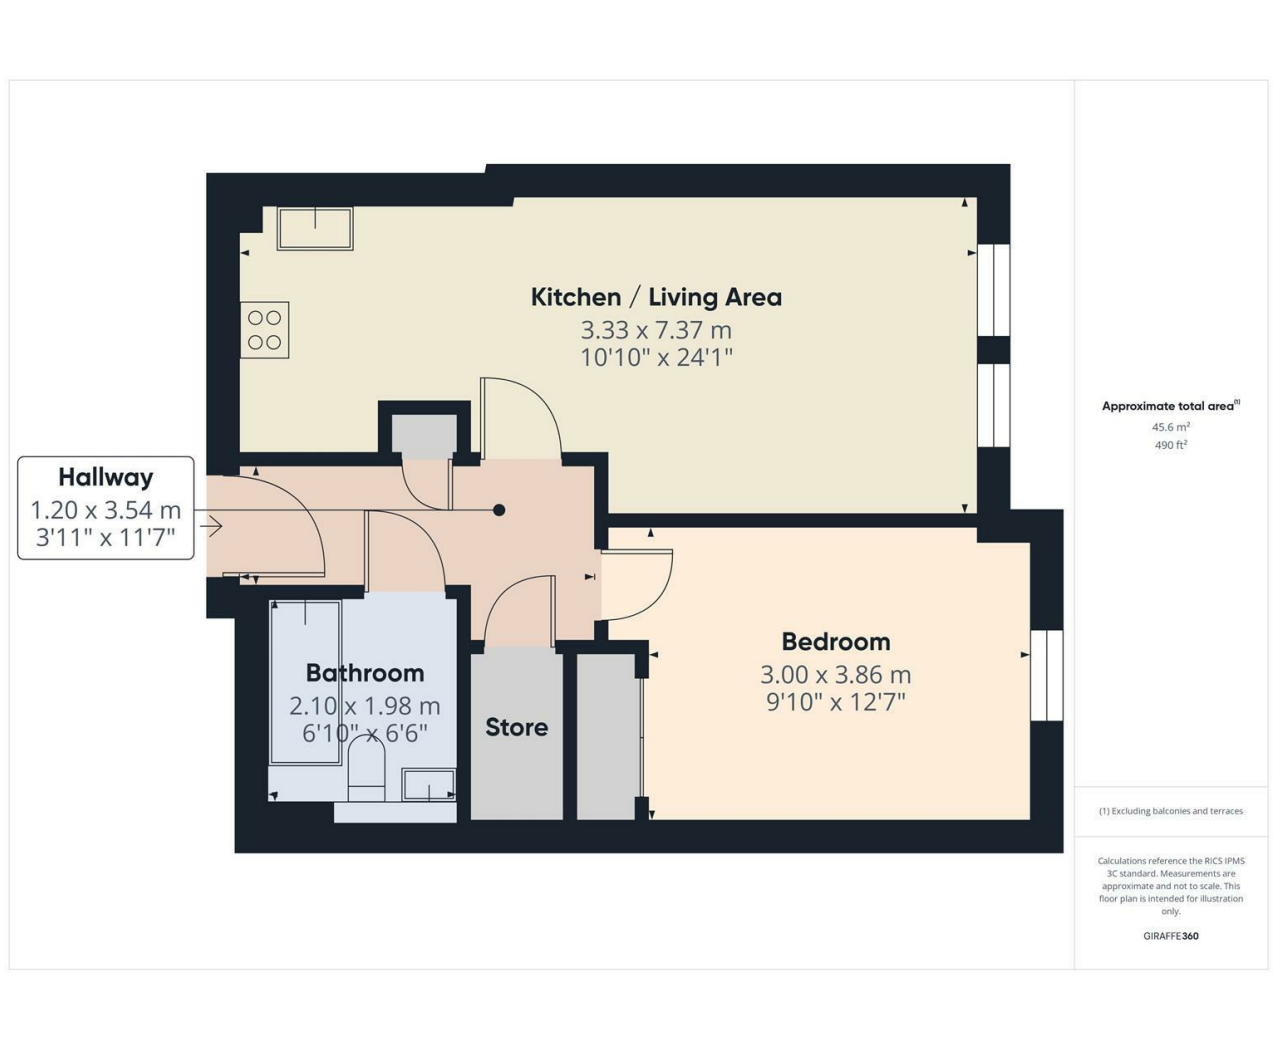 Kitchen / Living Area
3.33 x 7.37 m
10'10" x 24'1"
Hallway
1.20 x 3.54 m
3'11" x 11'7"
Bathroom
2.10 x 1.98 m
6'10" x 6'6"
Store
Bedroom
3.00 x 3.86 m
9'10" x 12'7"
Approximate total area(1)
45.6 m²
490 ft²
(1) Excluding balconies and terraces
Calculations reference the RICS IPMS
3C standard. Measurements are
approximate and not to scale. This
floor plan is intended for illustration
only.
GIRAFFE360